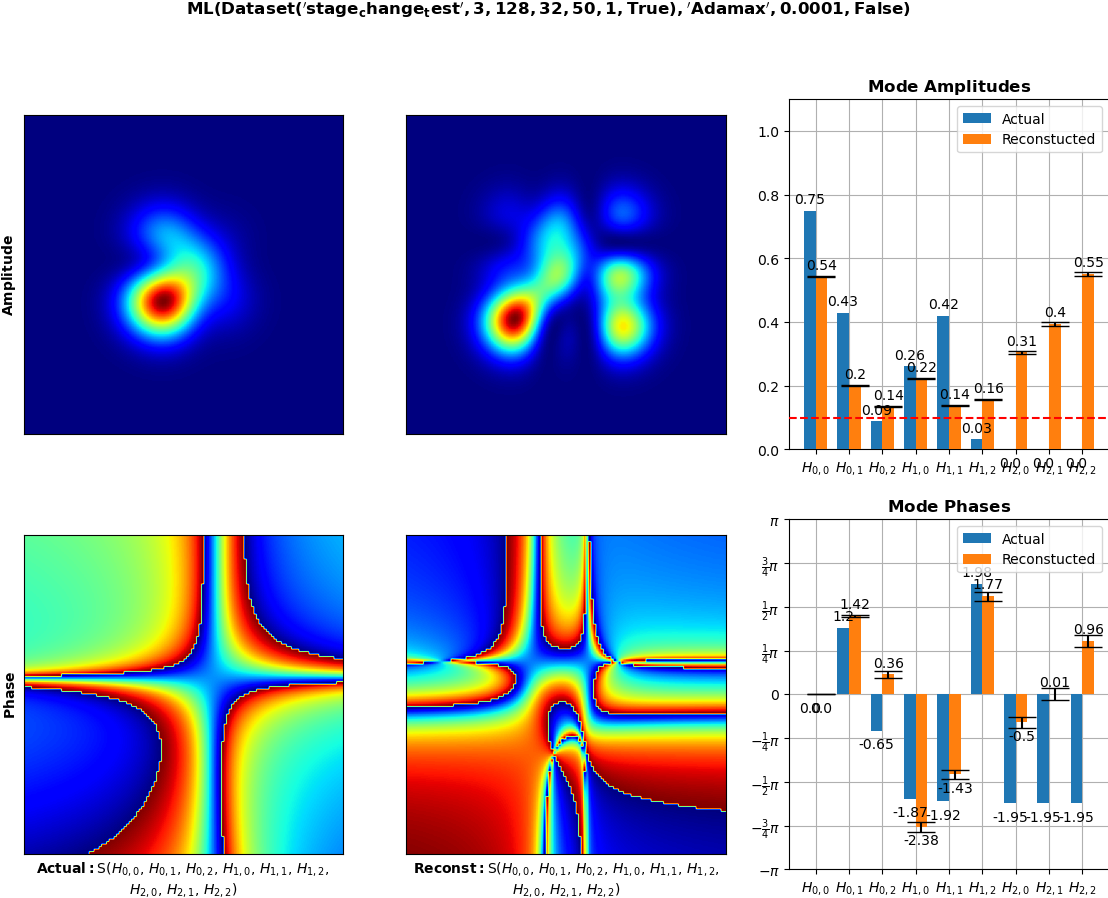 ML(Dataset('stage_change_test', 3, 128, 32, 50, 1, True), 'Adamax', 0.0001, False)
Amplitude
Mode Amplitudes
Actual
Reconstucted
1.0
0.8
0.6
0.4
0.2
0.0
0.75
0.54
0.43
0.2
0.09
0.14
0.26
0.22
0.42
0.14
0.03
0.16
0.0
0.31
0.0
0.4
0.0
0.55
H0,0 H0,1 H0,2 H1,0 H1,1 H1,2 H2,0 H2,1 H2,2
Phase
Mode Phases
Actual
Reconstucted
π
3/4π
1/2π
1/4π
0
−1/4π
−1/2π
−3/4π
−π
0.0
0.0
1.42
-0.65
0.36
-1.87
-2.38
-1.92
-1.43
1.98
1.77
-1.95
-0.5
-1.95
0.01
-1.95
0.96
H0,0 H0,1 H0,2 H1,0 H1,1 H1,2 H2,0 H2,1 H2,2
Actual: S(H0,0, H0,1, H0,2, H1,0, H1,1, H1,2,
H2,0, H2,1, H2,2)
Reconst: S(H0,0, H0,1, H0,2, H1,0, H1,1, H1,2,
H2,0, H2,1, H2,2)